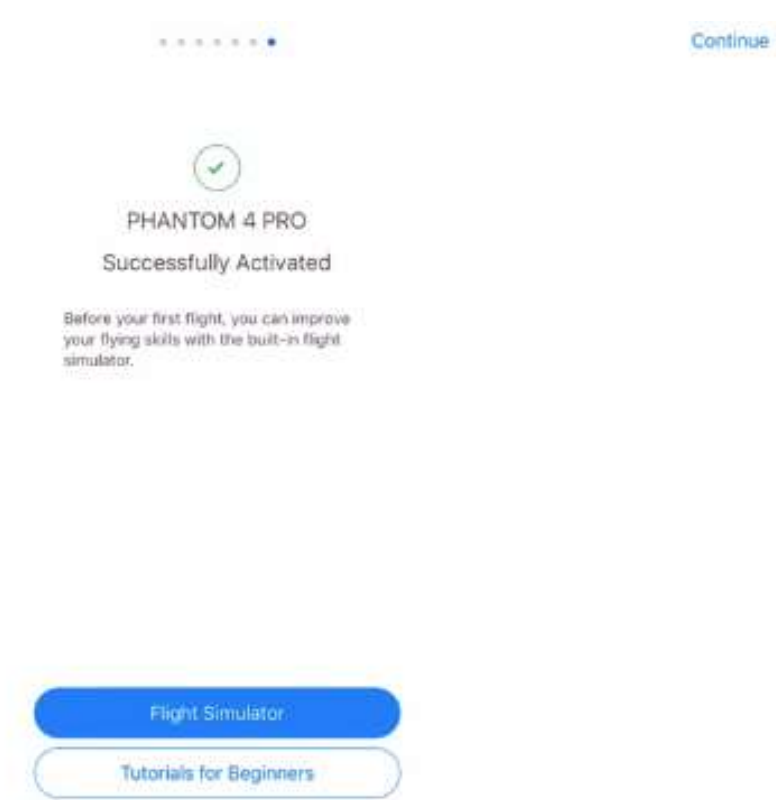 Continue
PHANTOM 4 PRO
Successfully Activated
Before your first flight, you can improve
your flying skills with the built-in flight
simulator.
Flight Simulator
Tutorials for Beginners